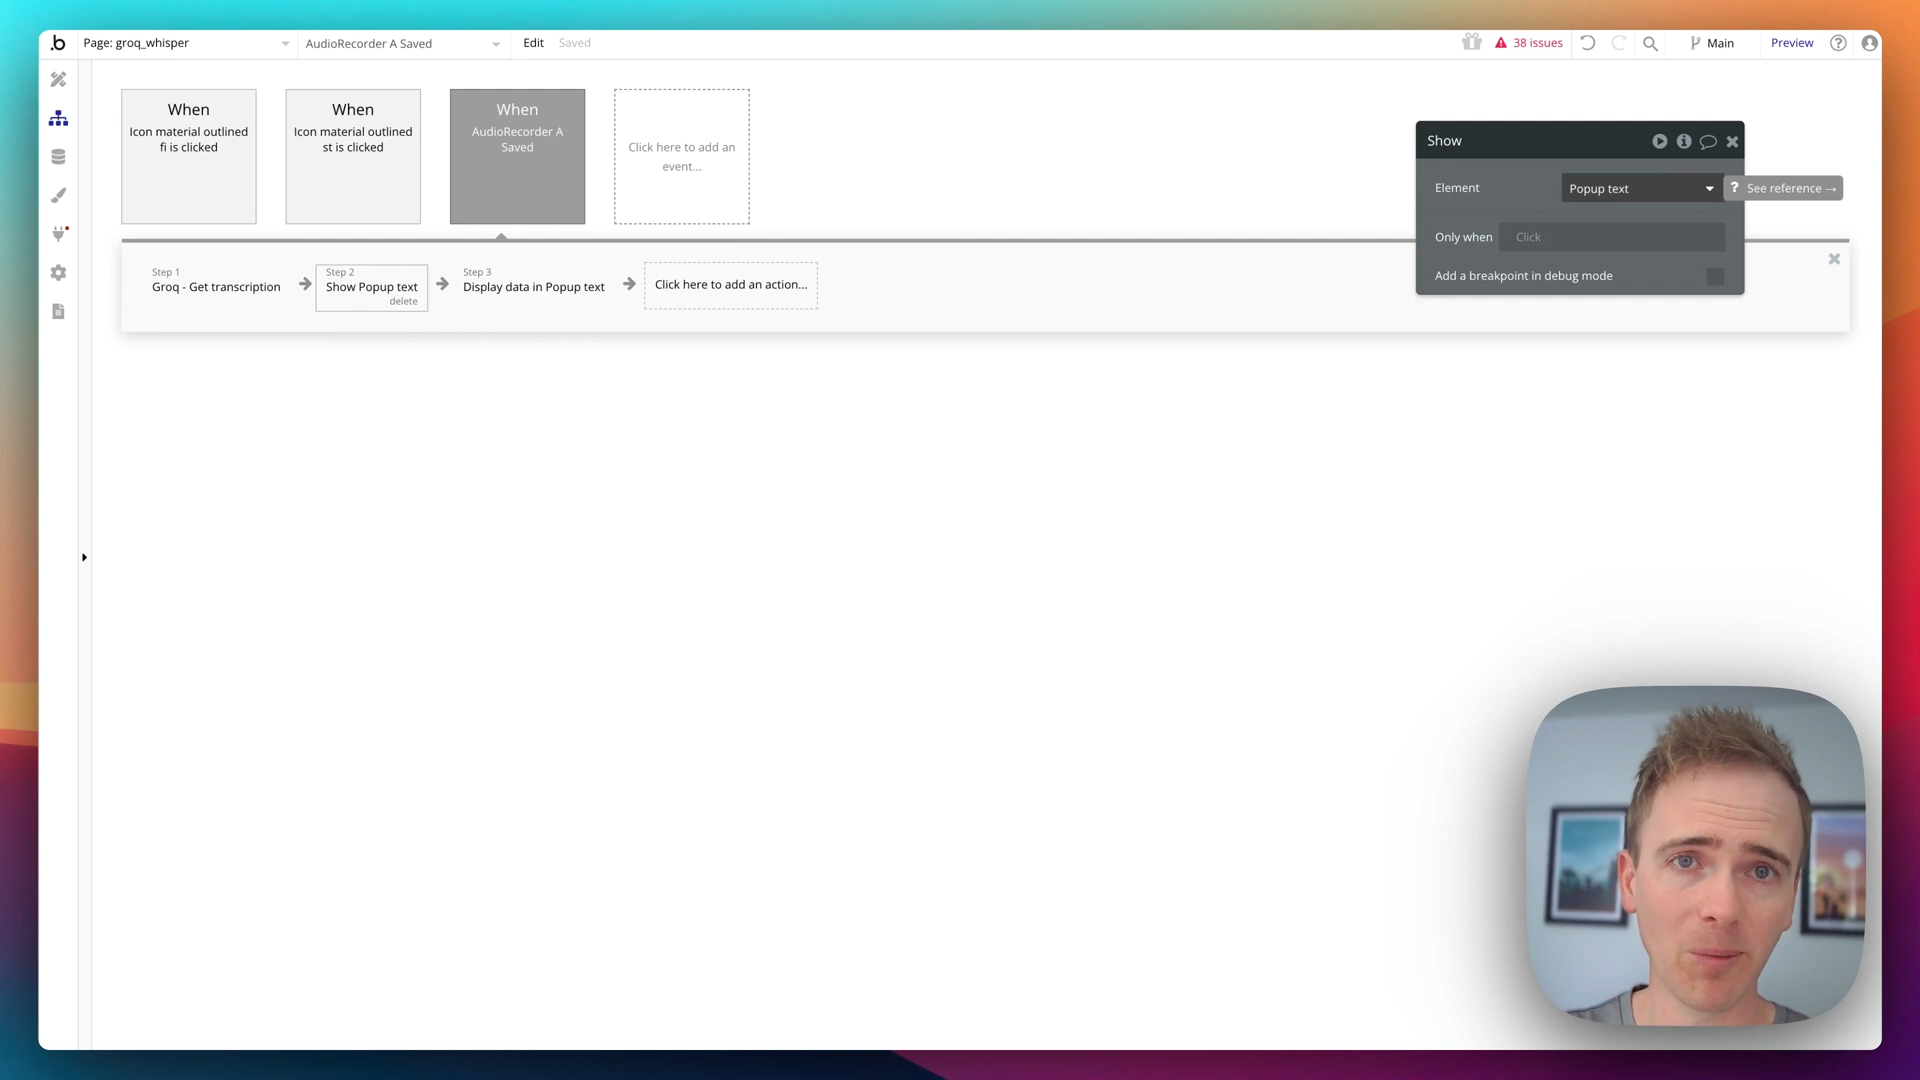 .b
Page: groq_whisper
AudioRecorder A Saved
Edit
Saved
38 issues
Main
Preview
When
Icon material outlined
fi is clicked
When
Icon material outlined
st is clicked
When
AudioRecorder A
Saved
Click here to add an
event...
Show
Element
Popup text
? See reference →
Only when
Click
Add a breakpoint in debug mode
Step 1
Groq - Get transcription
Step 2
Show Popup text
delete
Step 3
Display data in Popup text
Click here to add an action...